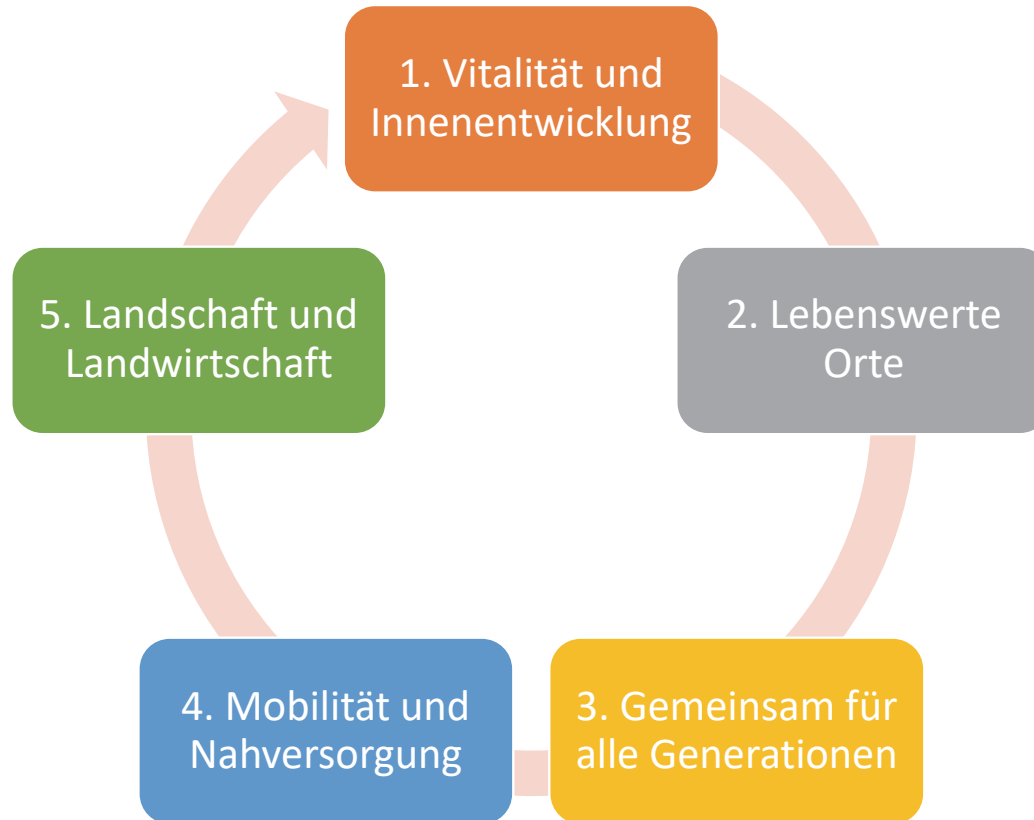 1. Vitalität und
Innenentwicklung
2. Lebenswerte
Orte
3. Gemeinsam für
alle Generationen
4. Mobilität und
Nahversorgung
5. Landschaft und
Landwirtschaft